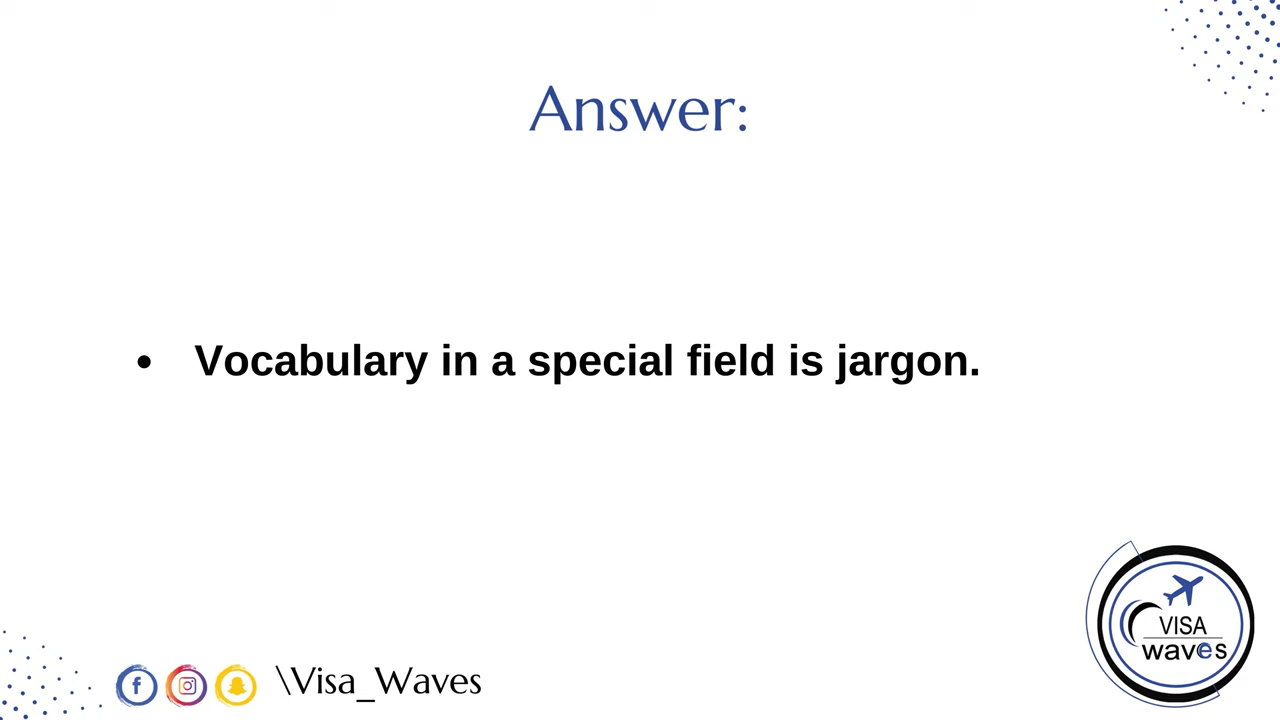 Answer:
• Vocabulary in a special field is jargon.
VISA
waves
\Visa_Waves